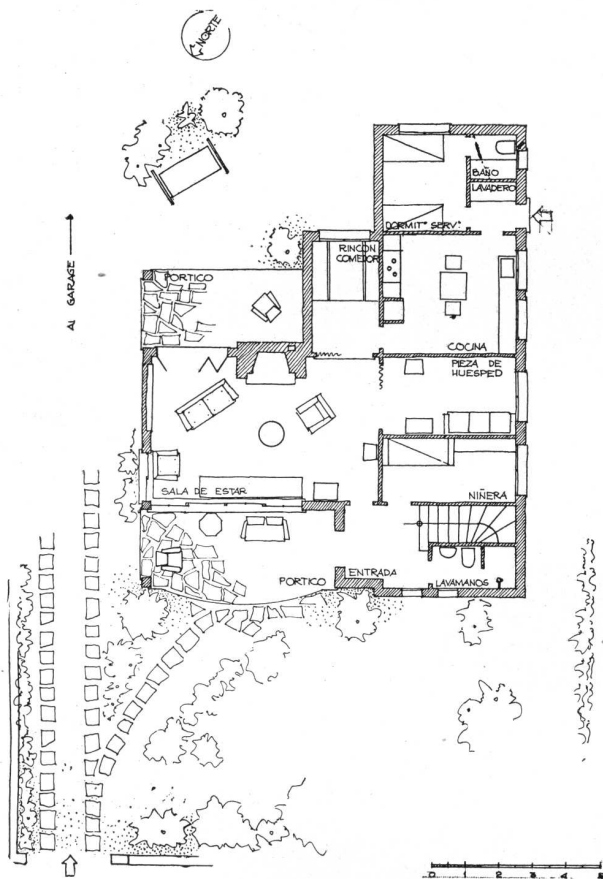 NORTE
BAÑO
LAVADERO
DORMITº SERVº
RINCON
COMEDOR
PORTICO
Al GARAGE
COCINA
PIEZA DE
HUESPED
SALA DE ESTAR
NIÑERA
ENTRADA
PORTICO
LAVAMANOS
0 1 2 3 4 5